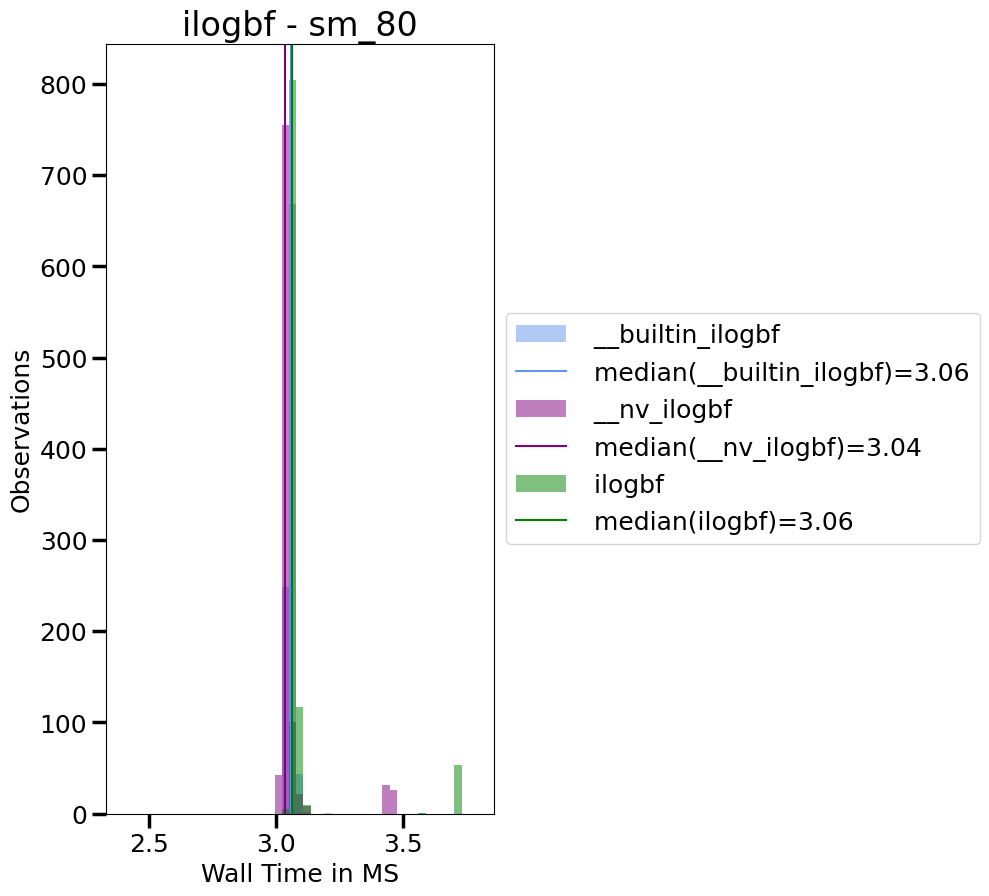 ilogbf - sm_80
800
700
600
500
400
300
200
100
0
Observations
2.5 3.0 3.5
Wall Time in MS
__builtin_ilogbf
median(__builtin_ilogbf)=3.06
__nv_ilogbf
median(__nv_ilogbf)=3.04
ilogbf
median(ilogbf)=3.06